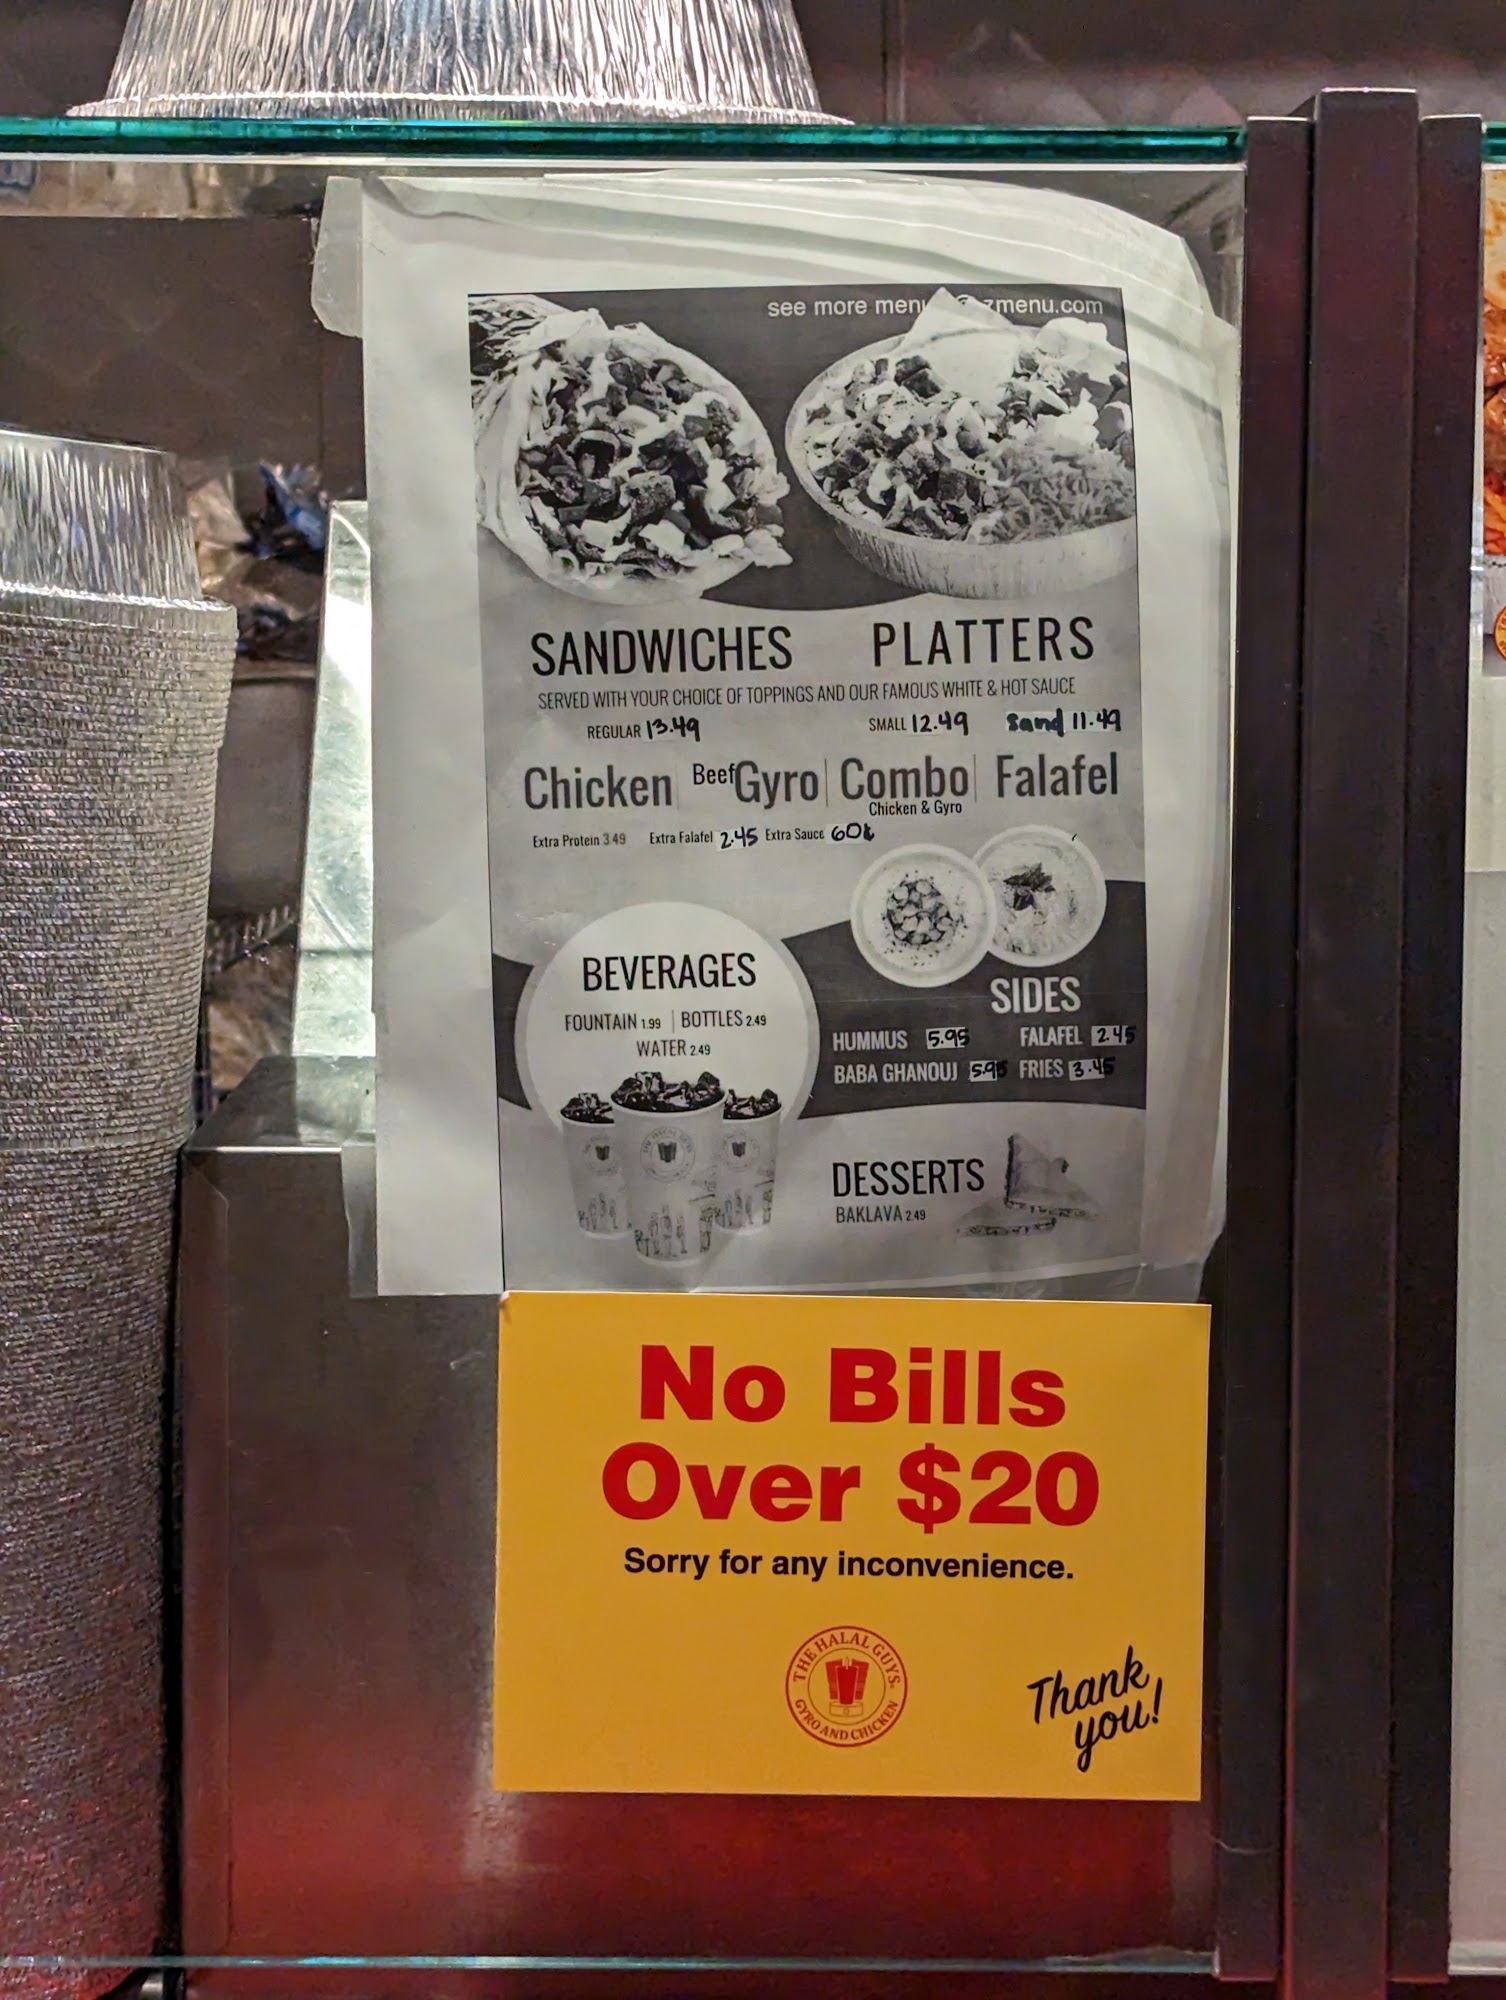 see more menu zmenu.com
SANDWICHES PLATTERS
SERVED WITH YOUR CHOICE OF TOPPINGS AND OUR FAMOUS WHITE & HOT SAUCE
REGULAR 13.49 SMALL 12.49 Sand 11.49
Chicken Beef Gyro Combo Falafel
Chicken & Gyro
Extra Protein 3.49 Extra Falafel 2.45 Extra Sauce 60¢
BEVERAGES
FOUNTAIN 1.99 | BOTTLES 2.49
WATER 2.49
SIDES
HUMMUS 5.95 FALAFEL 2.45
BABA GHANOUJ 5.95 FRIES 3.45
DESSERTS
BAKLAVA 2.49
No Bills
Over $20
Sorry for any inconvenience.
THE HALAL GUYS
GYRO AND CHICKEN
Thank
you!